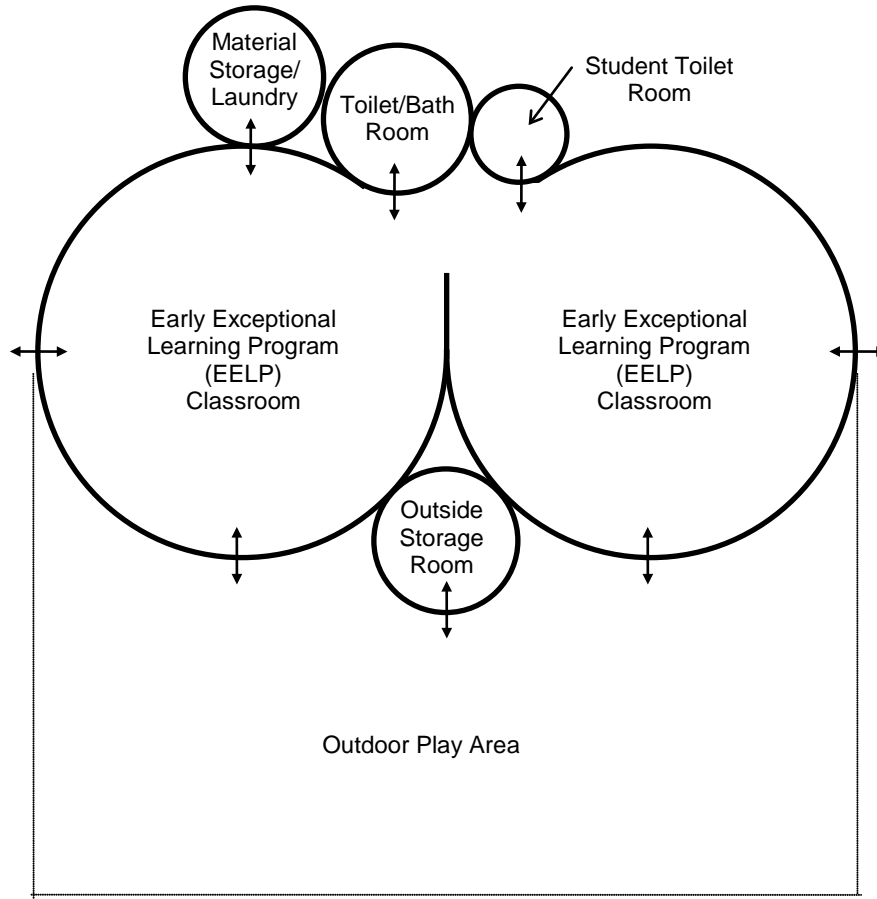 Material
Storage/
Laundry
Toilet/Bath
Room
Student Toilet
Room
Early Exceptional
Learning Program
(EELP)
Classroom
Early Exceptional
Learning Program
(EELP)
Classroom
Outside
Storage
Room
Outdoor Play Area